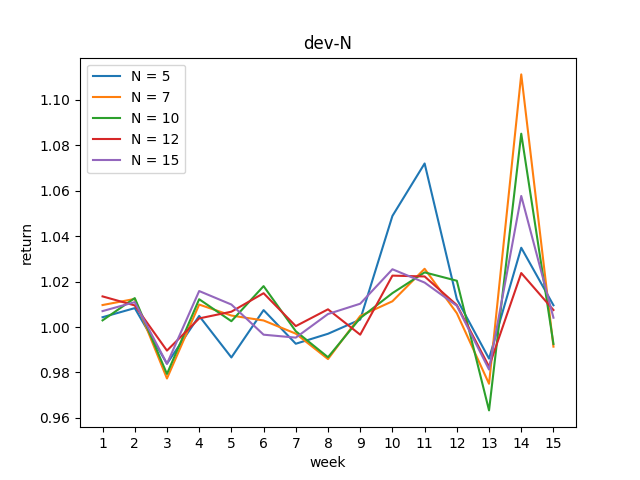 dev-N
N = 5
N = 7
N = 10
N = 12
N = 15
return
1.10
1.08
1.06
1.04
1.02
1.00
0.98
0.96
1 2 3 4 5 6 7 8 9 10 11 12 13 14 15
week